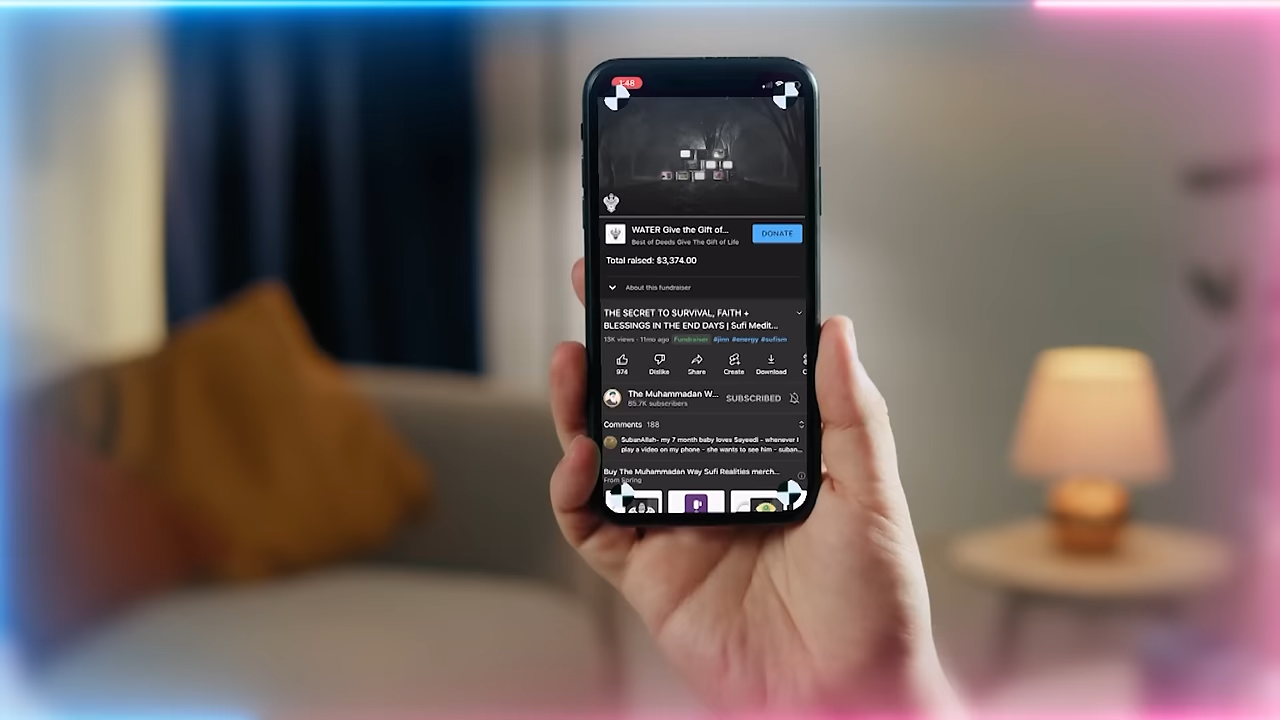 1:48
WATER Give the Gift of...
Best of Deeds Give The Gift of Life
DONATE
Total raised: $3,374.00
About this fundraiser
THE SECRET TO SURVIVAL, FAITH +
BLESSINGS IN THE END DAYS | Sufi Medit...
13K views · 11mo ago Fundraiser #jinn #energy #sufism
974 Dislike Share Create Download
The Muhammadan W...
85.7K subscribers
SUBSCRIBED
Comments 188
SubanAllah- my 7 month baby loves Sayeedi - whenever I
play a video on my phone - she wants to see him - suban...
Buy The Muhammadan Way Sufi Realities merch...
From Spring